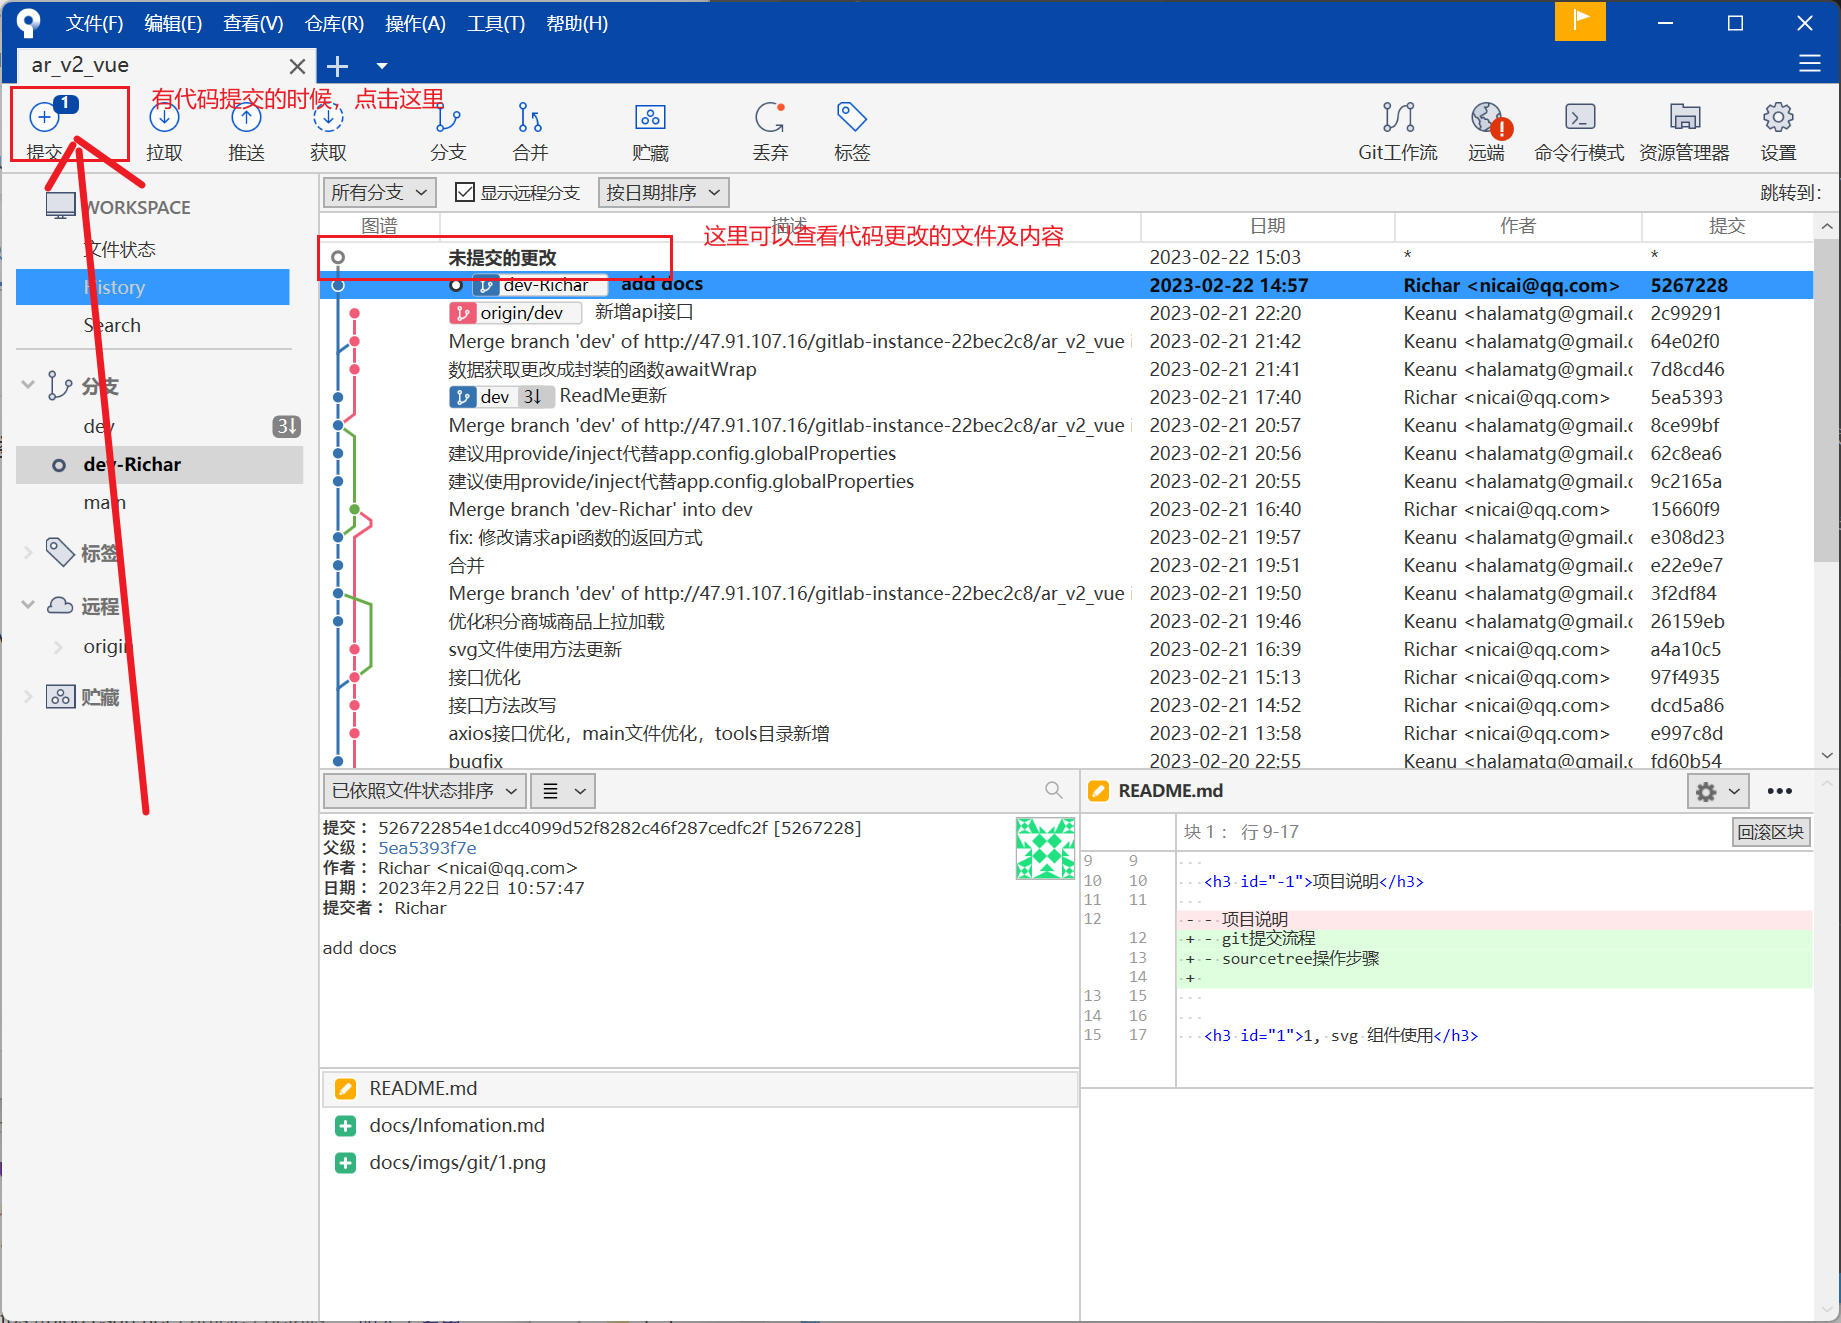 文件(F) 编辑(E) 查看(V) 仓库(R) 操作(A) 工具(T) 帮助(H)
ar_v2_vue
有代码提交的时候，点击这里
1
提交 拉取 推送 获取 分支 合并 贮藏 丢弃 标签 Git工作流 远端 命令行模式 资源管理器 设置
WORKSPACE
文件状态
History
Search
分支
dev 3↓
dev-Richar
main
标签
远程
origin
贮藏
所有分支 显示远程分支 按日期排序 跳转到:
图谱 描述 日期 作者 提交
这里可以查看代码更改的文件及内容
未提交的更改 2023-02-22 15:03 * *
dev-Richar add docs 2023-02-22 14:57 Richar <nicai@qq.com> 5267228
origin/dev 新增api接口 2023-02-21 22:20 Keanu <halamatg@gmail.c 2c99291
Merge branch 'dev' of http://47.91.107.16/gitlab-instance-22bec2c8/ar_v2_vue i 2023-02-21 21:42 Keanu <halamatg@gmail.c 64e02f0
数据获取更改成封装的函数awaitWrap 2023-02-21 21:41 Keanu <halamatg@gmail.c 7d8cd46
dev 3↓ ReadMe更新 2023-02-21 17:40 Richar <nicai@qq.com> 5ea5393
Merge branch 'dev' of http://47.91.107.16/gitlab-instance-22bec2c8/ar_v2_vue i 2023-02-21 20:57 Keanu <halamatg@gmail.c 8ce99bf
建议用provide/inject代替app.config.globalProperties 2023-02-21 20:56 Keanu <halamatg@gmail.c 62c8ea6
建议使用provide/inject代替app.config.globalProperties 2023-02-21 20:55 Keanu <halamatg@gmail.c 9c2165a
Merge branch 'dev-Richar' into dev 2023-02-21 16:40 Richar <nicai@qq.com> 15660f9
fix: 修改请求api函数的返回方式 2023-02-21 19:57 Keanu <halamatg@gmail.c e308d23
合并 2023-02-21 19:51 Keanu <halamatg@gmail.c e22e9e7
Merge branch 'dev' of http://47.91.107.16/gitlab-instance-22bec2c8/ar_v2_vue i 2023-02-21 19:50 Keanu <halamatg@gmail.c 3f2df84
优化积分商城商品上拉加载 2023-02-21 19:46 Keanu <halamatg@gmail.c 26159eb
svg文件使用方法更新 2023-02-21 16:39 Richar <nicai@qq.com> a4a10c5
接口优化 2023-02-21 15:13 Richar <nicai@qq.com> 97f4935
接口方法改写 2023-02-21 14:52 Richar <nicai@qq.com> dcd5a86
axios接口优化，main文件优化，tools目录新增 2023-02-21 13:58 Richar <nicai@qq.com> e997c8d
bugfix 2023-02-20 22:55 Keanu <halamatg@gmail.c fd60b54
已依照文件状态排序
提交： 526722854e1dcc4099d52f8282c46f287cedfc2f [5267228]
父级： 5ea5393f7e
作者： Richar <nicai@qq.com>
日期： 2023年2月22日 10:57:47
提交者： Richar
add docs
README.md
docs/Infomation.md
docs/imgs/git/1.png
README.md
块 1： 行 9-17 回滚区块
9 9
10 10 <h3 id="-1">项目说明</h3>
11 11
12 - - 项目说明
12 + - git提交流程
13 + - sourcetree操作步骤
14 +
13 15
14 16
15 17 <h3 id="1">1, svg 组件使用</h3>